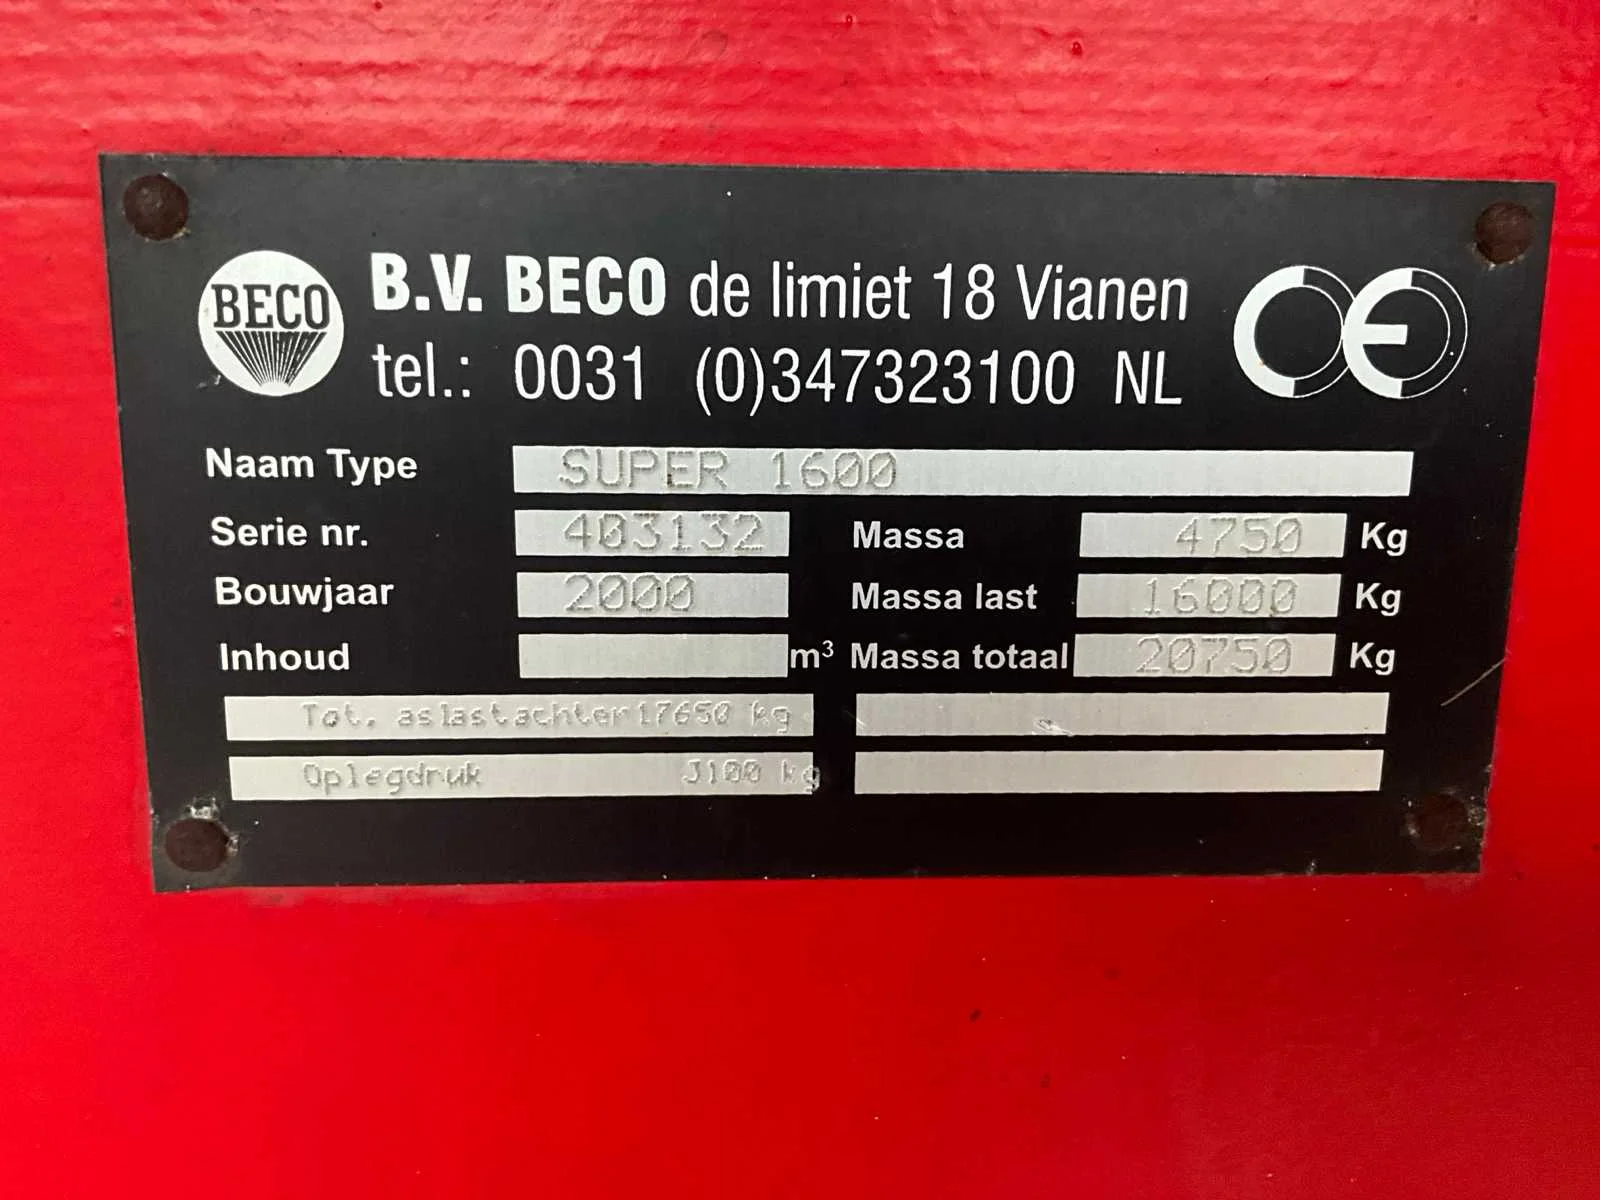 BECO
B.V. BECO de limiet 18 Vianen
tel.: 0031 (0)347323100 NL
CE
Naam Type SUPER 1600
Serie nr. 403132 Massa 4750 Kg
Bouwjaar 2000 Massa last 16000 Kg
Inhoud m³ Massa totaal 20750 Kg
Tot. aslastachter17650 kg
Oplegdruk 3100 kg